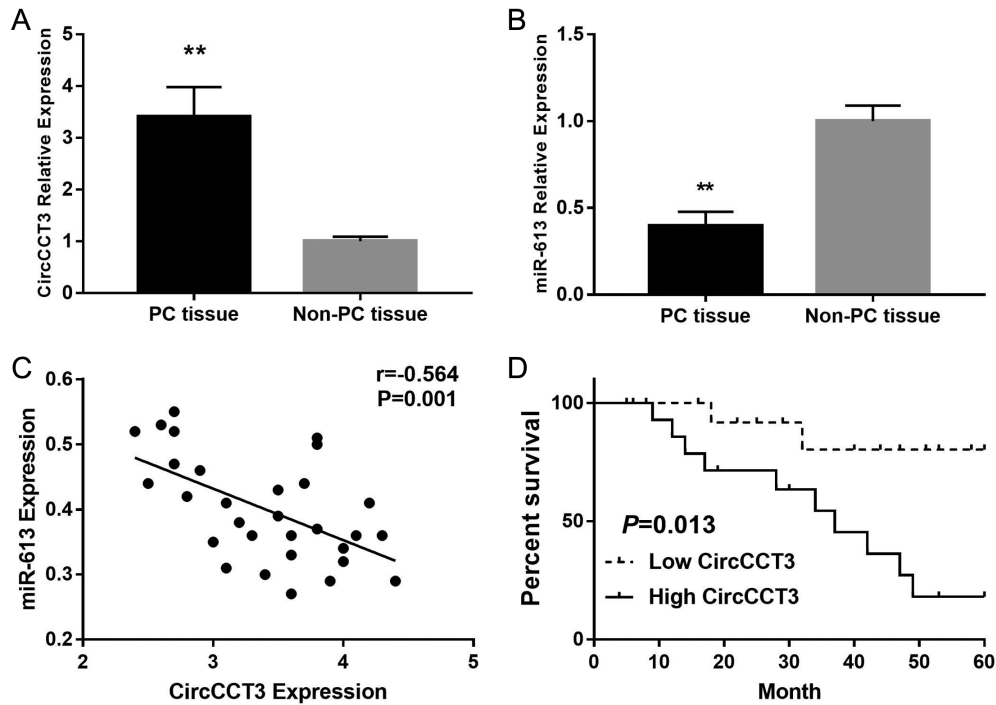 A
CircCCT3 Relative Expression
5
4
3
2
1
0
**
PC tissue Non-PC tissue
B
miR-613 Relative Expression
1.5
1.0
0.5
0.0
**
PC tissue Non-PC tissue
C
miR-613 Expression
0.6
0.5
0.4
0.3
0.2
r=-0.564
P=0.001
2 3 4 5
CircCCT3 Expression
D
Percent survival
100
50
0
P=0.013
Low CircCCT3
High CircCCT3
0 10 20 30 40 50 60
Month